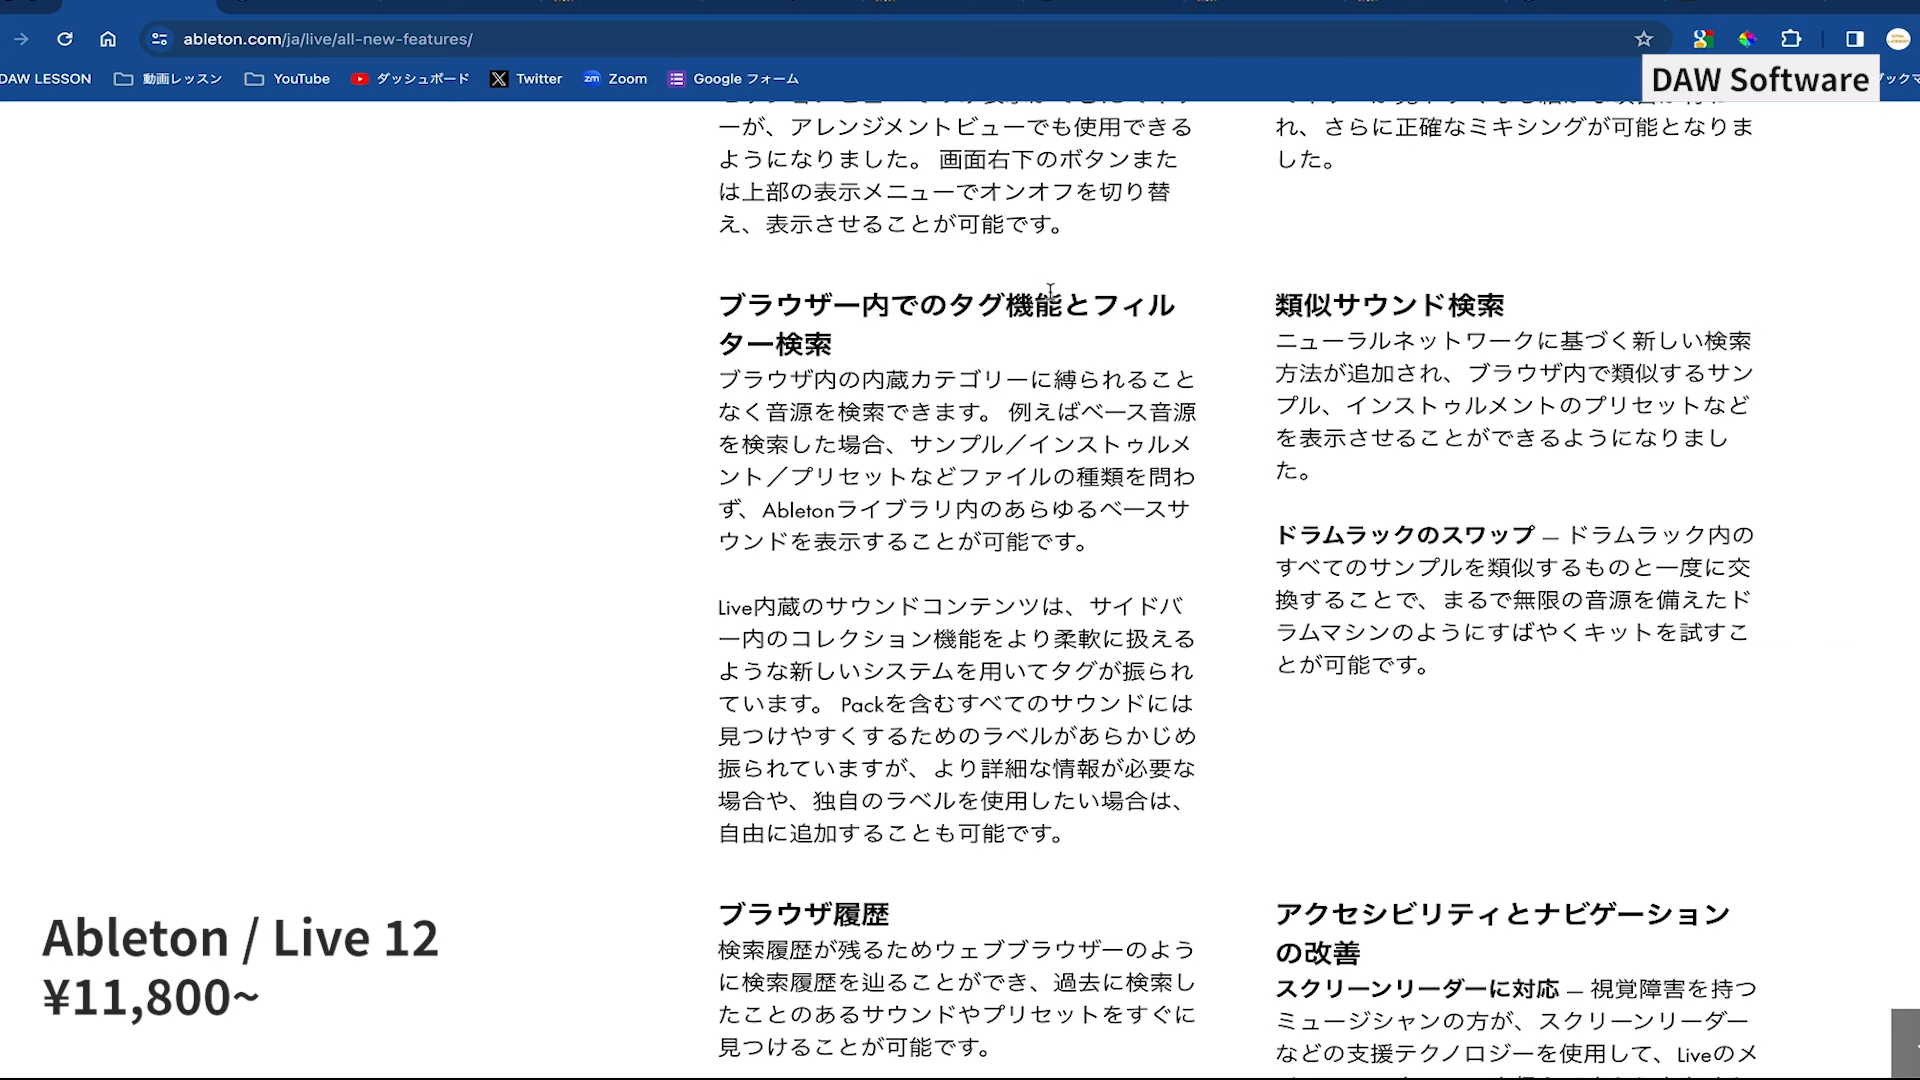 ableton.com/ja/live/all-new-features/
DAW LESSON
動画レッスン
YouTube
ダッシュボード
Twitter
Zoom
Google フォーム
DAW Software
ーが、アレンジメントビューでも使用できる
ようになりました。 画面右下のボタンまた
は上部の表示メニューでオンオフを切り替
え、表示させることが可能です。
れ、さらに正確なミキシングが可能となりま
した。
ブラウザー内でのタグ機能とフィル
ター検索
ブラウザ内の内蔵カテゴリーに縛られること
なく音源を検索できます。 例えばベース音源
を検索した場合、サンプル／インストゥルメ
ント／プリセットなどファイルの種類を問わ
ず、Abletonライブラリ内のあらゆるベースサ
ウンドを表示することが可能です。
Live内蔵のサウンドコンテンツは、サイドバ
ー内のコレクション機能をより柔軟に扱える
ような新しいシステムを用いてタグが振られ
ています。 Packを含むすべてのサウンドには
見つけやすくするためのラベルがあらかじめ
振られていますが、より詳細な情報が必要な
場合や、独自のラベルを使用したい場合は、
自由に追加することも可能です。
類似サウンド検索
ニューラルネットワークに基づく新しい検索
方法が追加され、ブラウザ内で類似するサン
プル、インストゥルメントのプリセットなど
を表示させることができるようになりまし
た。
ドラムラックのスワップ — ドラムラック内の
すべてのサンプルを類似するものと一度に交
換することで、まるで無限の音源を備えたド
ラムマシンのようにすばやくキットを試すこ
とが可能です。
ブラウザ履歴
検索履歴が残るためウェブブラウザーのよう
に検索履歴を辿ることができ、過去に検索し
たことのあるサウンドやプリセットをすぐに
見つけることが可能です。
アクセシビリティとナビゲーション
の改善
スクリーンリーダーに対応 — 視覚障害を持つ
ミュージシャンの方が、スクリーンリーダー
などの支援テクノロジーを使用して、Liveのメ
Ableton / Live 12
¥11,800~